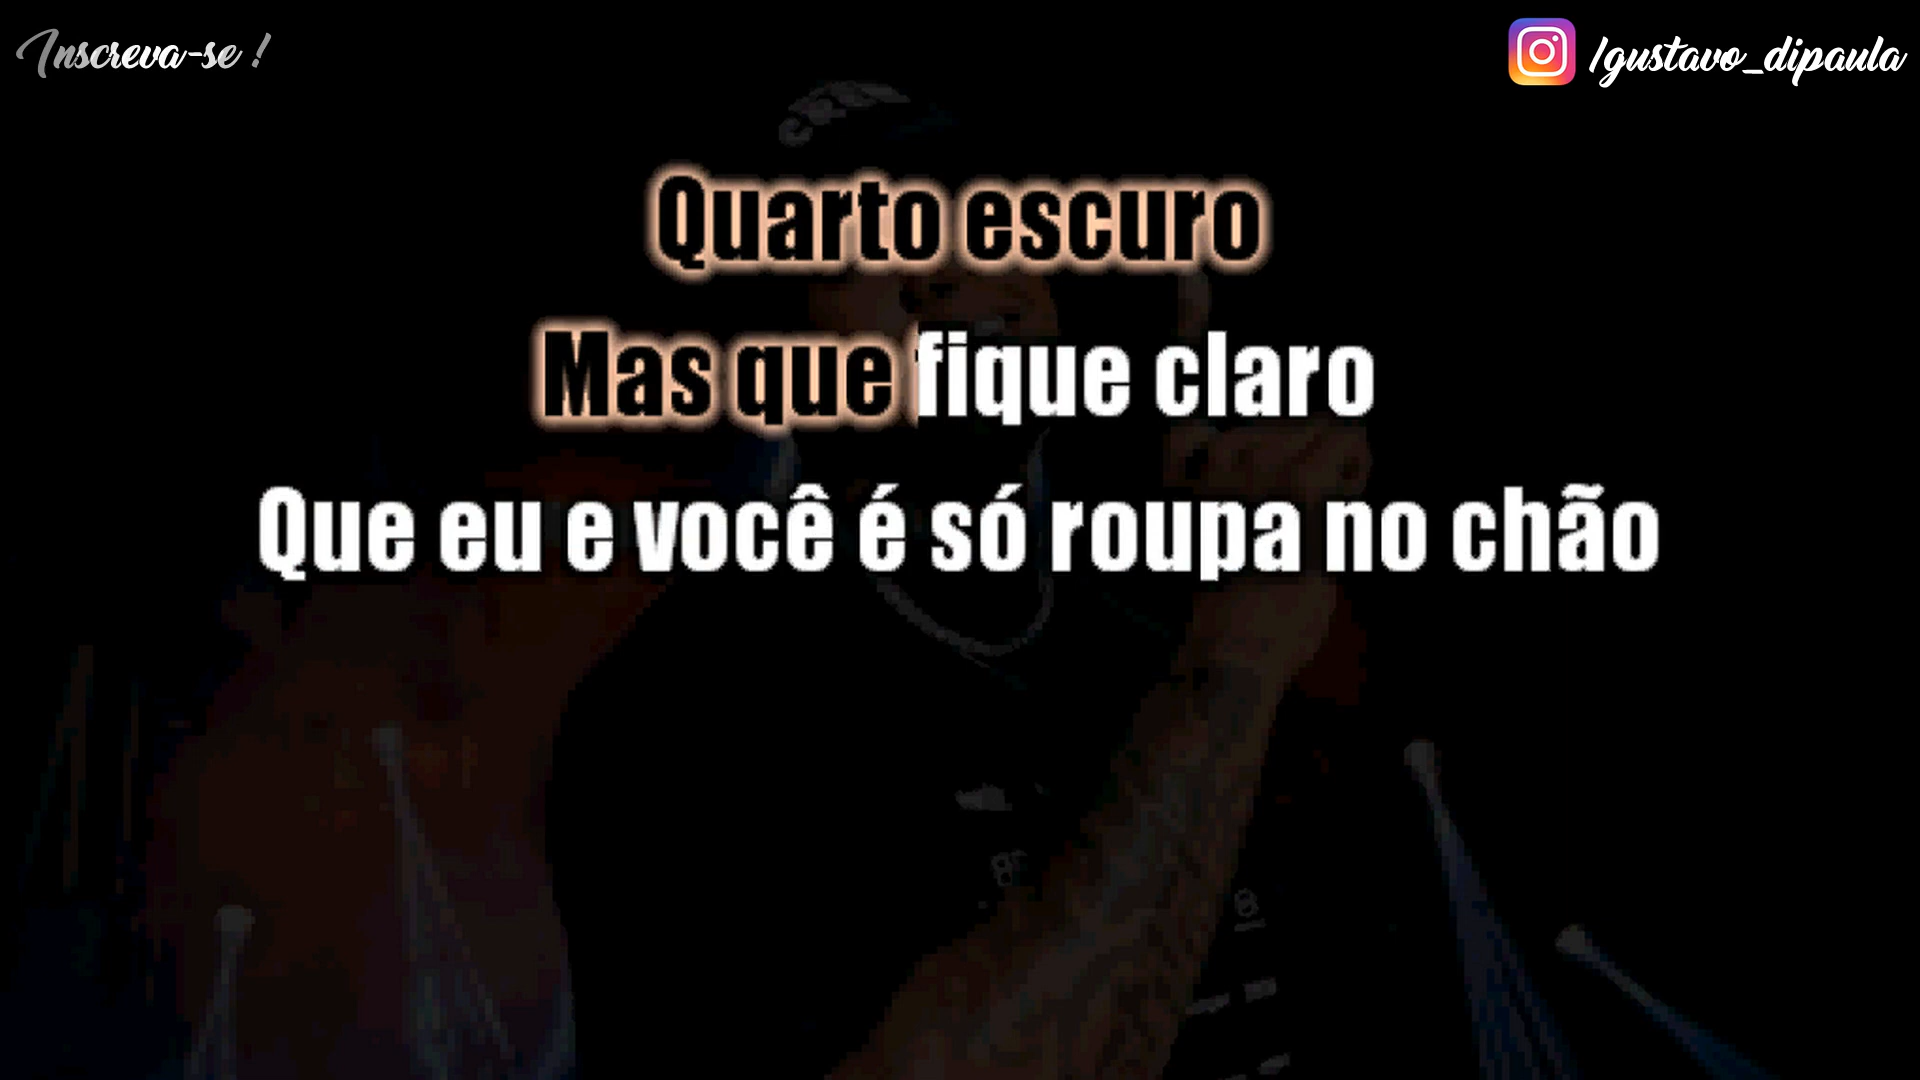 Inscreva-se !
/gustavo_dipaula
Quarto escuro
Mas que fique claro
Que eu e você é só roupa no chão